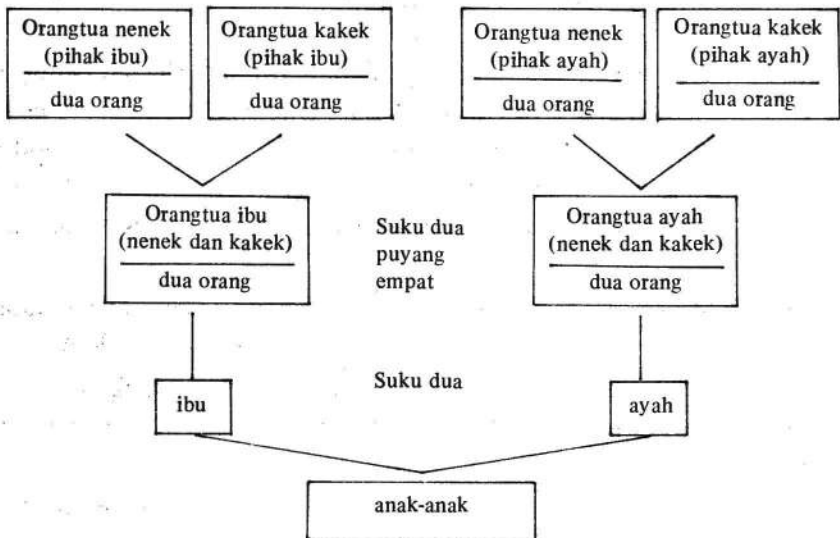 Orangtua nenek
(pihak ibu)
dua orang
Orangtua kakek
(pihak ibu)
dua orang
Orangtua nenek
(pihak ayah)
dua orang
Orangtua kakek
(pihak ayah)
dua orang
Orangtua ibu
(nenek dan kakek)
dua orang
Suku dua
puyang
empat
Orangtua ayah
(nenek dan kakek)
dua orang
ibu
Suku dua
ayah
anak-anak